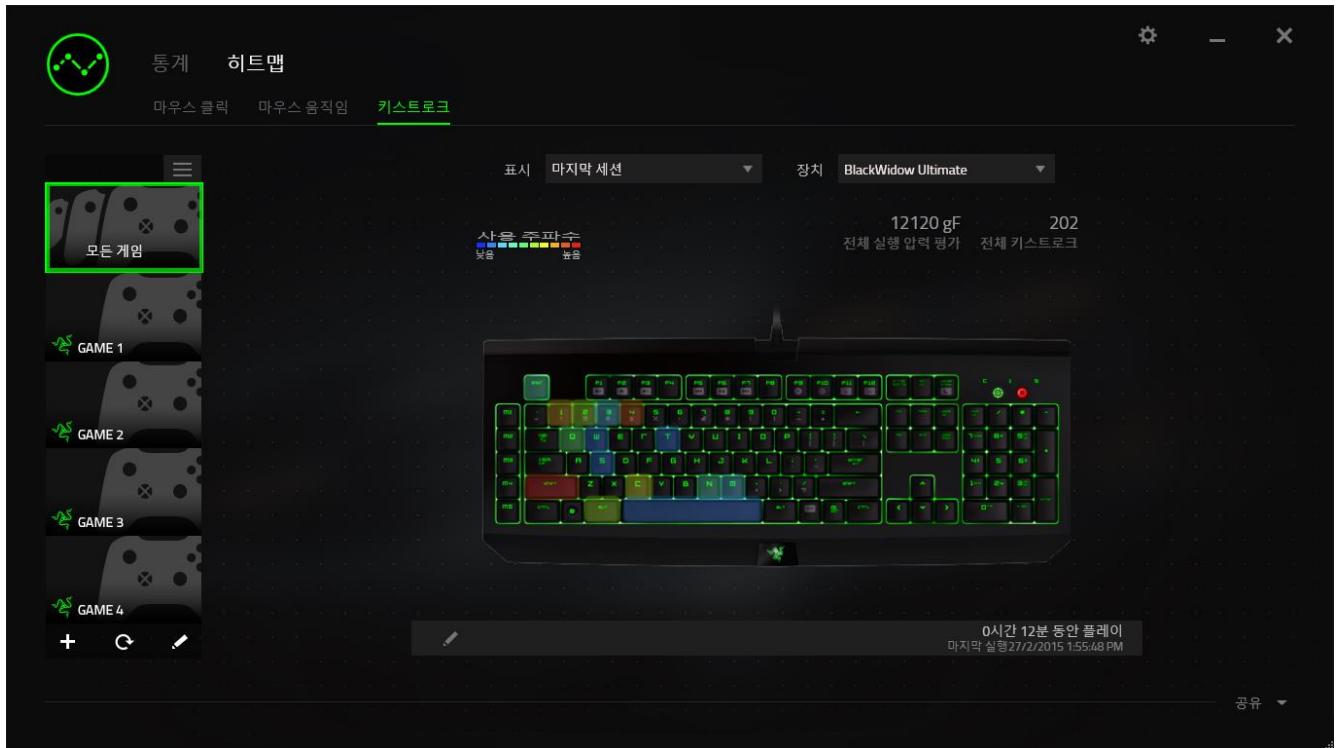 통계 히트맵
마우스 클릭 마우스 움직임 키스트로크
표시 마지막 세션 장치 BlackWidow Ultimate
모든 게임
GAME 1
GAME 2
GAME 3
GAME 4
사용 주파수
낮음 높음
12120 gF 202
전체 실행 압력 평가 전체 키스트로크
0시간 12분 동안 플레이
마지막 실행27/2/2015 1:55:48 PM
공유